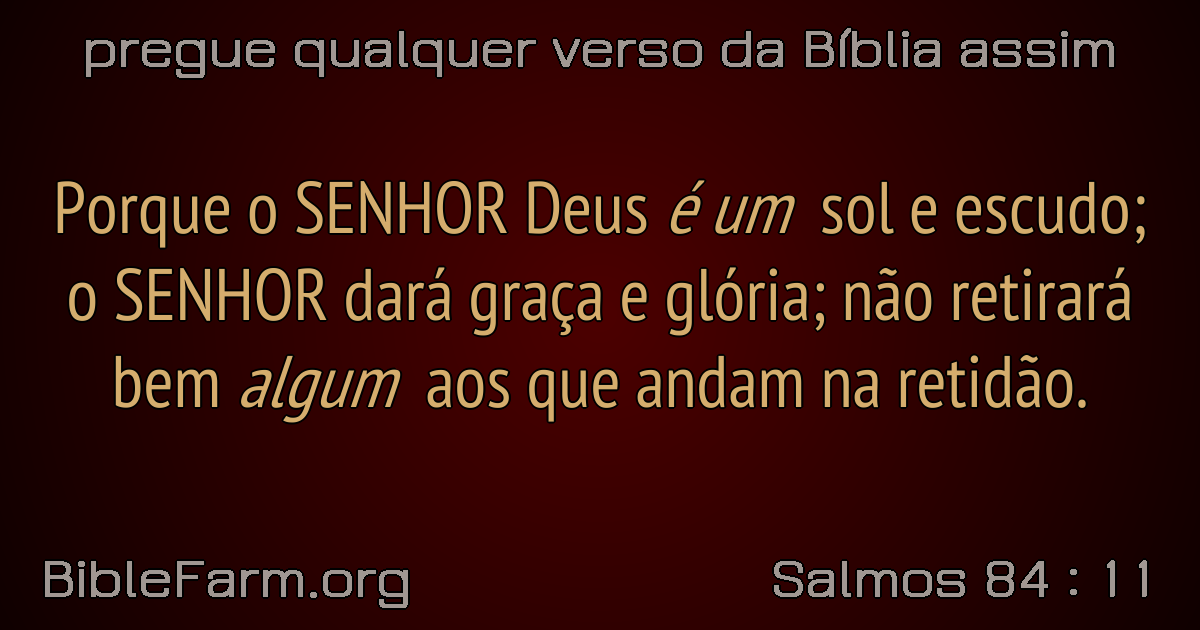 pregue qualquer verso da Bíblia assim
Porque o SENHOR Deus é um sol e escudo;
o SENHOR dará graça e glória; não retirará
bem algum aos que andam na retidão.
BibleFarm.org
Salmos 84 : 11